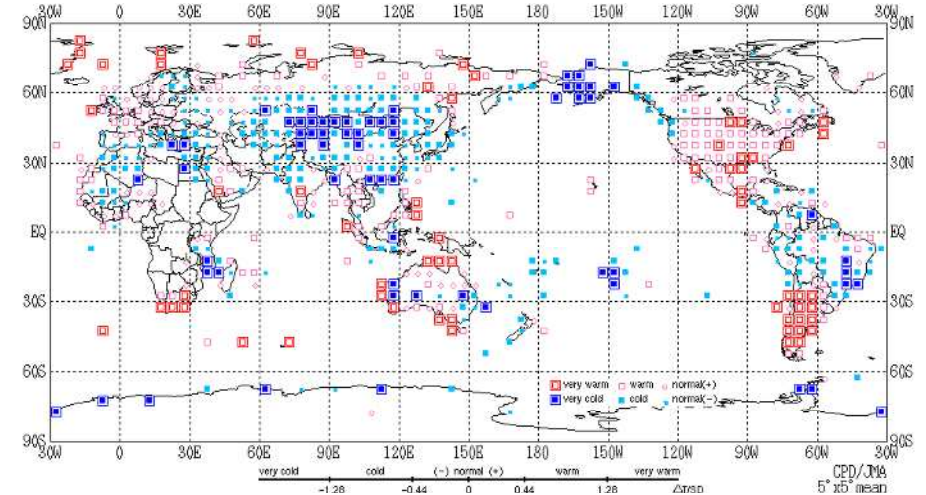 30W 0 30E 60E 90E 120E 150E 180 150W 120W 90W 60W 30W
90N 90N
60N 60N
30N 30N
EQ EQ
30S 30S
60S 60S
very warm warm normal(+)
very cold cold normal(-)
90S 90S
30W 0 30E 60E 90E 120E 150E 180 150W 120W 90W 60W 30W
very cold cold (-) normal (+) warm very warm
-1.28 -0.44 0 0.44 1.28 △T/SD
CPD/JMA
5°x5°mean